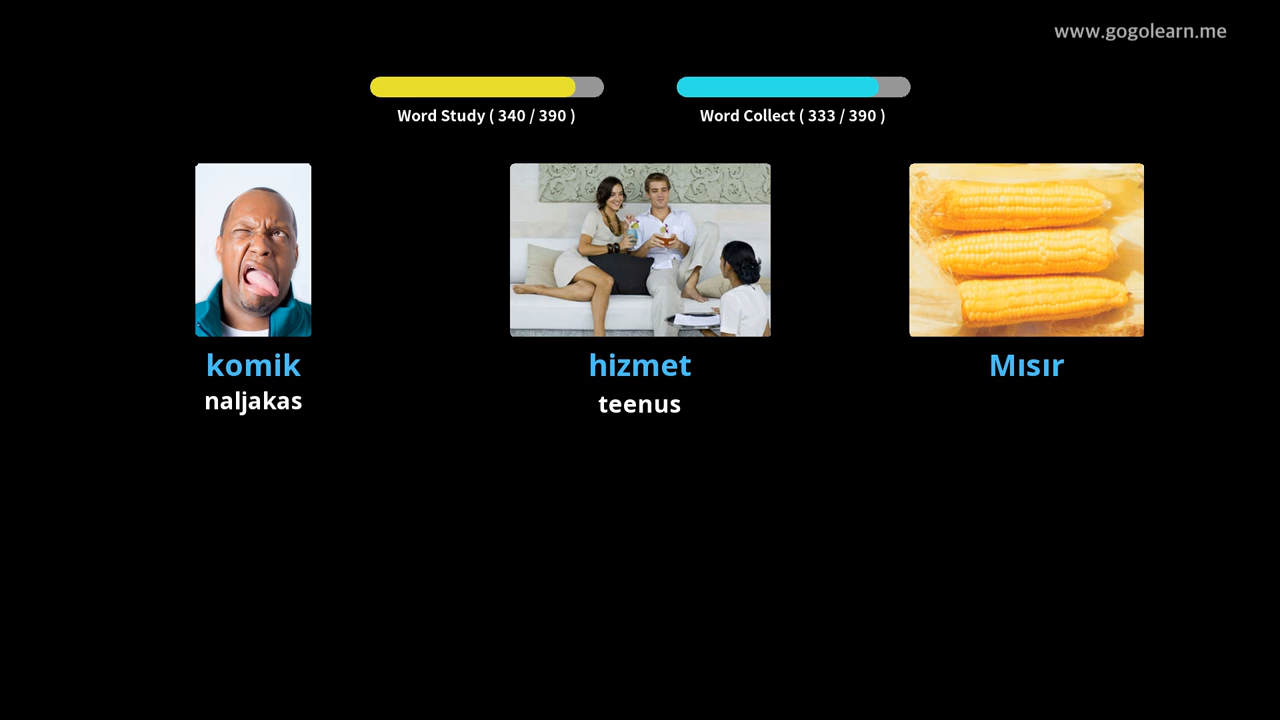 www.gogolearn.me
Word Study ( 340 / 390 )
Word Collect ( 333 / 390 )
komik
naljakas
hizmet
teenus
Mısır